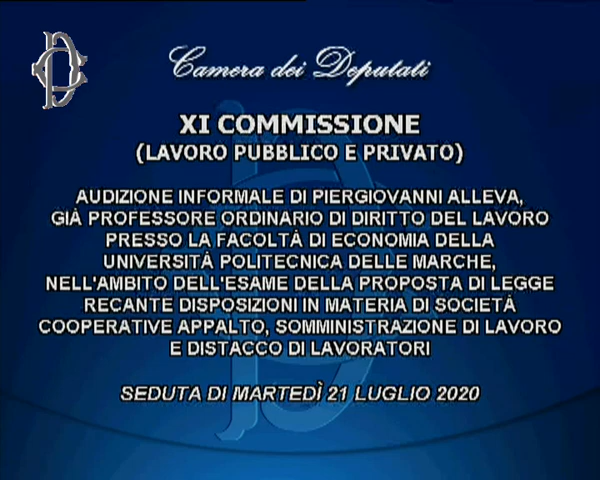 Camera dei Deputati
XI COMMISSIONE
(LAVORO PUBBLICO E PRIVATO)
AUDIZIONE INFORMALE DI PIERGIOVANNI ALLEVA,
GIÀ PROFESSORE ORDINARIO DI DIRITTO DEL LAVORO
PRESSO LA FACOLTÀ DI ECONOMIA DELLA
UNIVERSITÀ POLITECNICA DELLE MARCHE,
NELL'AMBITO DELL'ESAME DELLA PROPOSTA DI LEGGE
RECANTE DISPOSIZIONI IN MATERIA DI SOCIETÀ
COOPERATIVE APPALTO, SOMMINISTRAZIONE DI LAVORO
E DISTACCO DI LAVORATORI
SEDUTA DI MARTEDÌ 21 LUGLIO 2020